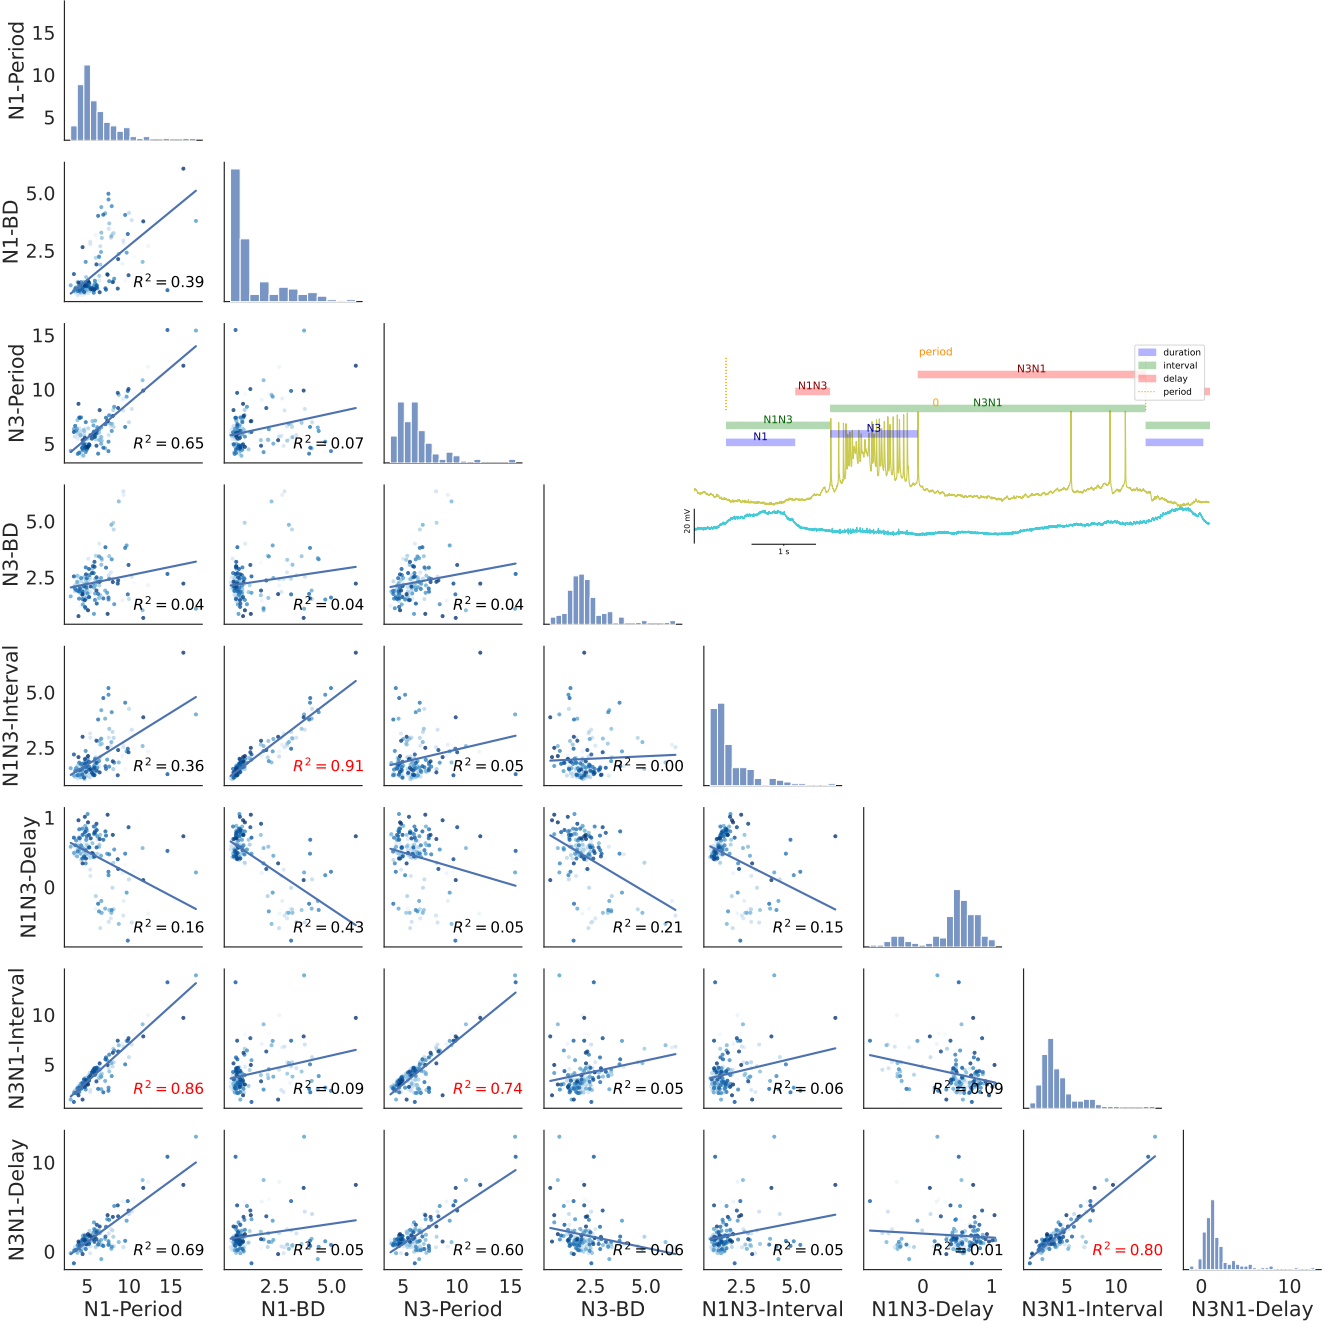 N1-Period
15
10
5
N1-BD
5.0
2.5
R² = 0.39
N3-Period
15
10
5
R² = 0.65
R² = 0.07
period
N3N1
N1N3
0
N3N1
N1N3
N1
N3
duration
interval
delay
period
20 mV
1 s
N3-BD
5.0
2.5
R² = 0.04
R² = 0.04
R² = 0.04
N1N3-Interval
5.0
2.5
R² = 0.36
R² = 0.91
R² = 0.05
R² = 0.00
N1N3-Delay
1
0
R² = 0.16
R² = 0.43
R² = 0.05
R² = 0.21
R² = 0.15
N3N1-Interval
10
5
R² = 0.86
R² = 0.09
R² = 0.74
R² = 0.05
R² = 0.06
R² = 0.09
N3N1-Delay
10
0
R² = 0.69
R² = 0.05
R² = 0.60
R² = 0.06
R² = 0.05
R² = 0.01
R² = 0.80
5 10 15
2.5 5.0
5 10 15
2.5 5.0
2.5 5.0
0 1
5 10
0 10
N1-Period
N1-BD
N3-Period
N3-BD
N1N3-Interval
N1N3-Delay
N3N1-Interval
N3N1-Delay